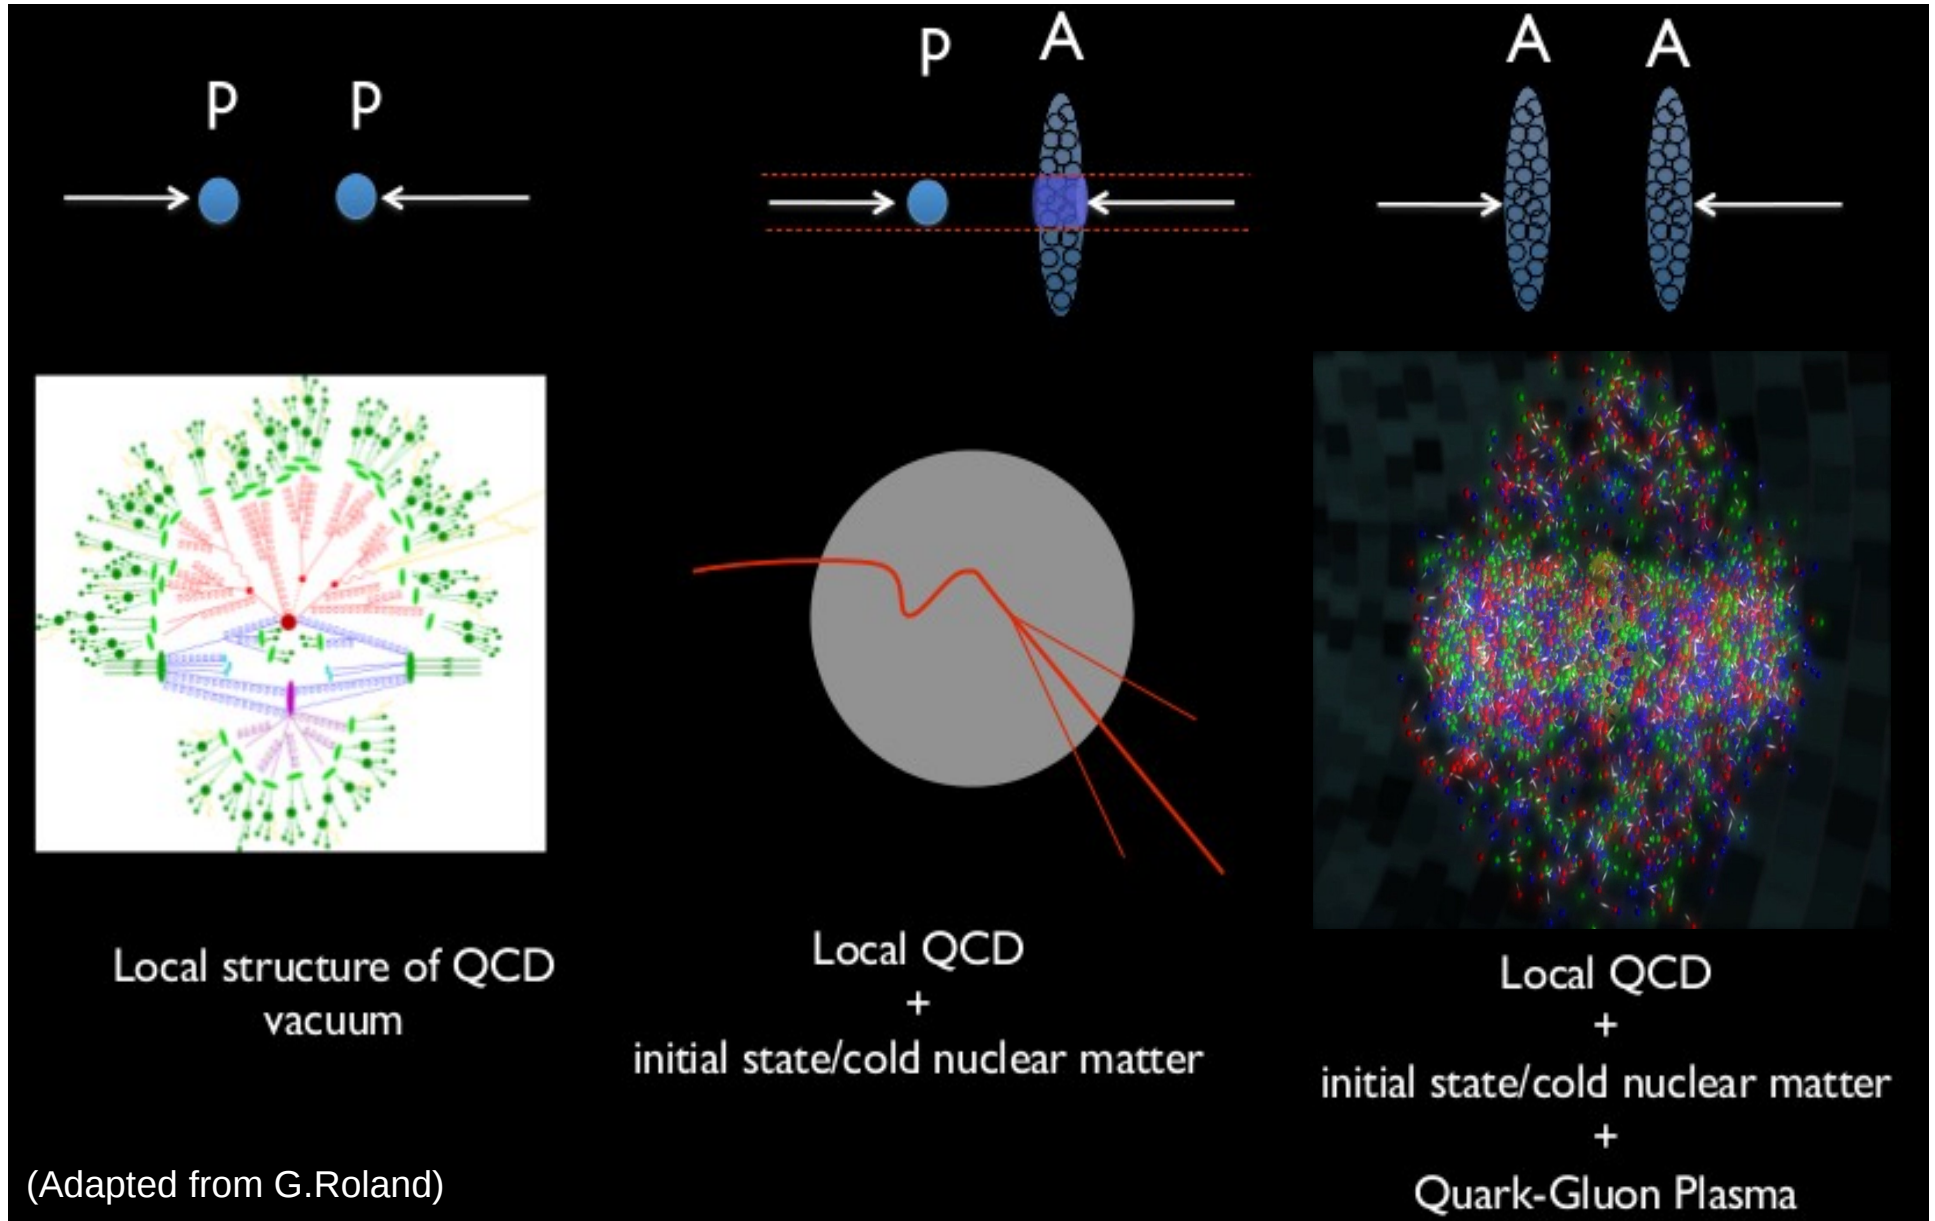 p p
p A
A A
Local structure of QCD
vacuum
Local QCD
+
initial state/cold nuclear matter
Local QCD
+
initial state/cold nuclear matter
+
Quark-Gluon Plasma
(Adapted from G.Roland)